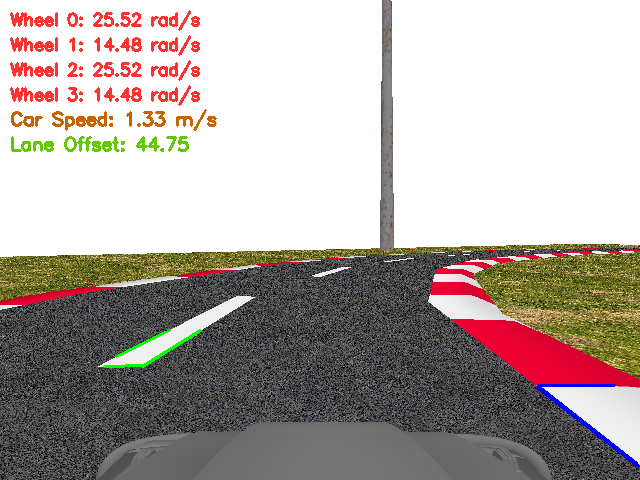 Wheel 0: 25.52 rad/s
Wheel 1: 14.48 rad/s
Wheel 2: 25.52 rad/s
Wheel 3: 14.48 rad/s
Car Speed: 1.33 m/s
Lane Offset: 44.75